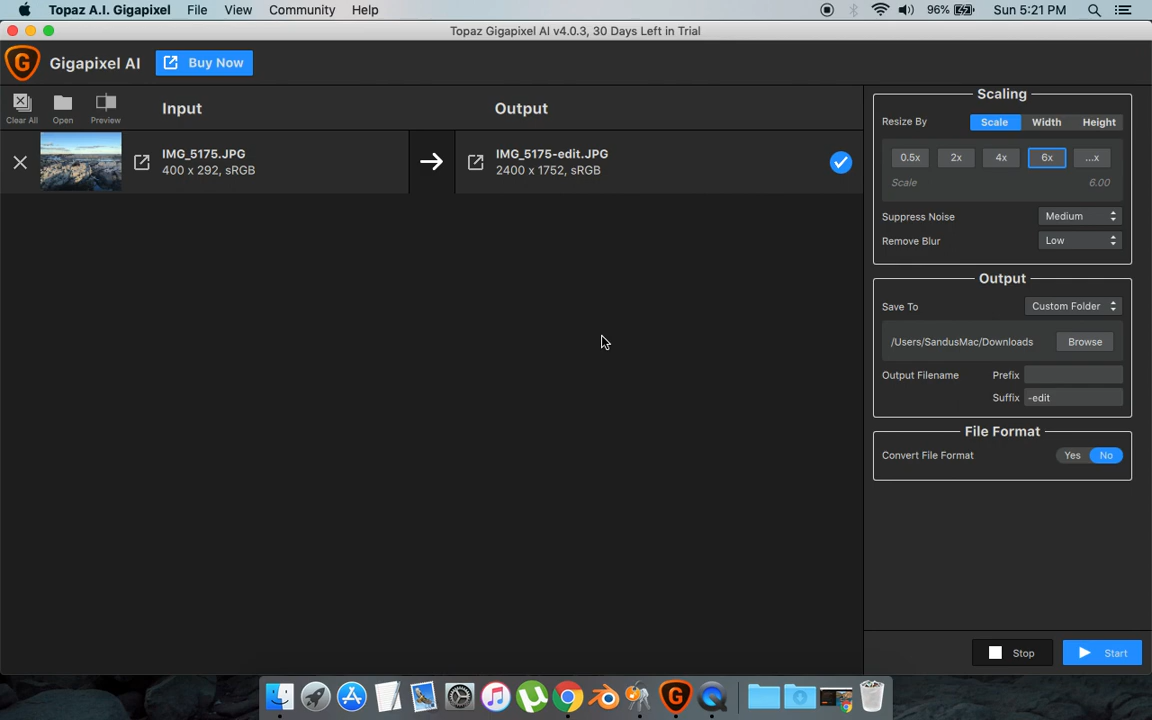 Topaz A.I. Gigapixel File View Community Help 96% Sun 5:21 PM
Topaz Gigapixel AI v4.0.3, 30 Days Left in Trial
G Gigapixel AI Buy Now
Clear All Open Preview Input Output
IMG_5175.JPG
400 x 292, sRGB
IMG_5175-edit.JPG
2400 x 1752, sRGB
Scaling
Resize By Scale Width Height
0.5x 2x 4x 6x ...x
Scale 6.00
Suppress Noise Medium
Remove Blur Low
Output
Save To Custom Folder
/Users/SandusMac/Downloads Browse
Output Filename Prefix
Suffix -edit
File Format
Convert File Format Yes No
Stop Start
G